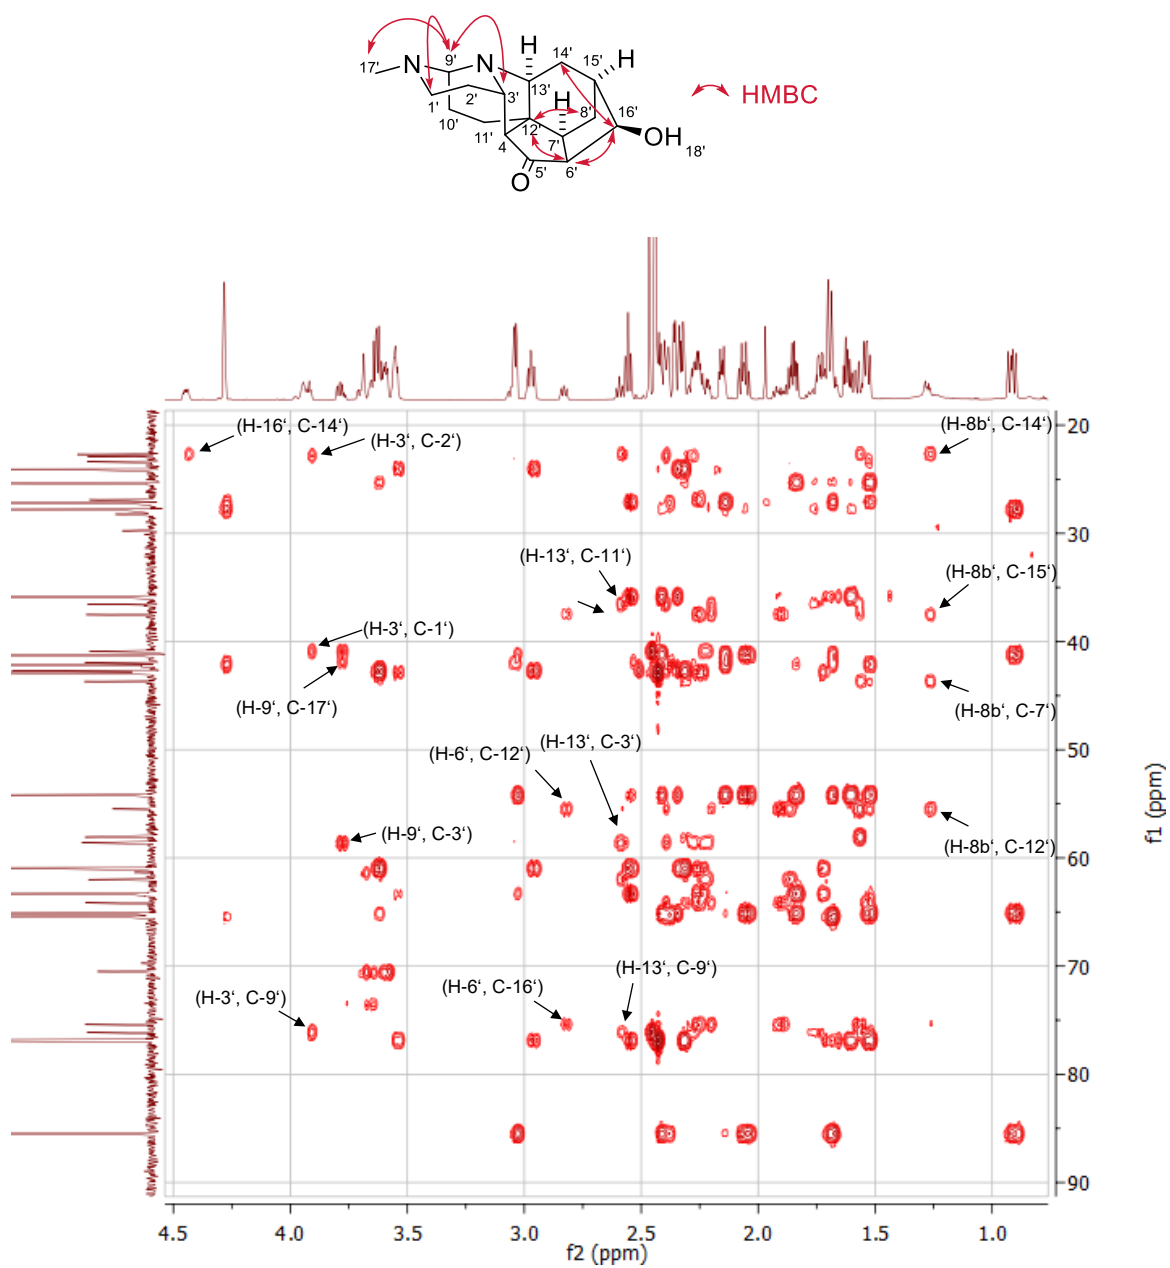 H
14'
15'
H
17'
N
9'
N
13'
1'
2'
3'
H
8'
16'
HMBC
10'
11'
12'
7'
OH
18'
4
5'
6'
O
20
30
40
50
60
70
80
90
f1 (ppm)
(H-16‘, C-14‘)
(H-3‘, C-2‘)
(H-8b‘, C-14‘)
(H-13‘, C-11‘)
(H-8b‘, C-15‘)
(H-3‘, C-1‘)
(H-9‘, C-17‘)
(H-8b‘, C-7‘)
(H-6‘, C-12‘)
(H-13‘, C-3‘)
(H-9‘, C-3‘)
(H-8b‘, C-12‘)
(H-3‘, C-9‘)
(H-6‘, C-16‘)
(H-13‘, C-9‘)
4.5 4.0 3.5 3.0 2.5 2.0 1.5 1.0
f2 (ppm)